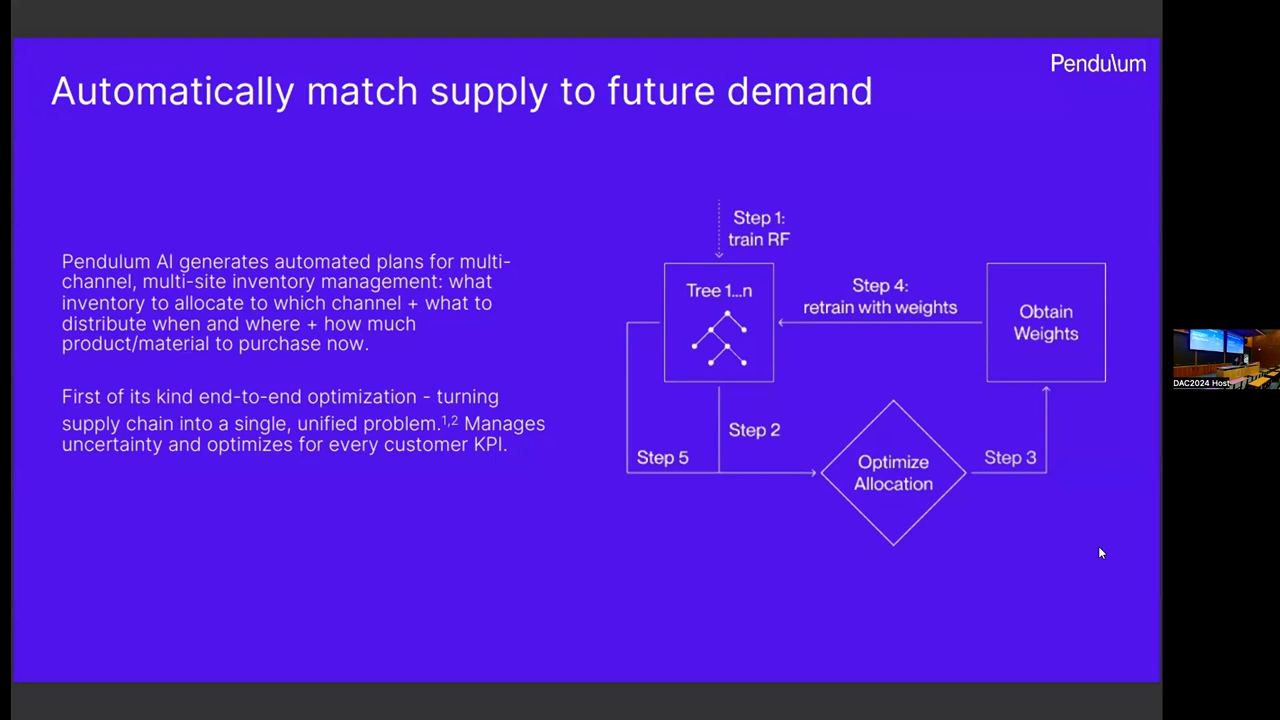 Pendulum
Automatically match supply to future demand
Pendulum AI generates automated plans for multi-
channel, multi-site inventory management: what
inventory to allocate to which channel + what to
distribute when and where + how much
product/material to purchase now.
First of its kind end-to-end optimization - turning
supply chain into a single, unified problem.1,2 Manages
uncertainty and optimizes for every customer KPI.
Step 1:
train RF
Tree 1...n
Step 4:
retrain with weights
Obtain
Weights
Step 2
Step 5
Optimize
Allocation
Step 3
DAC2024 Host